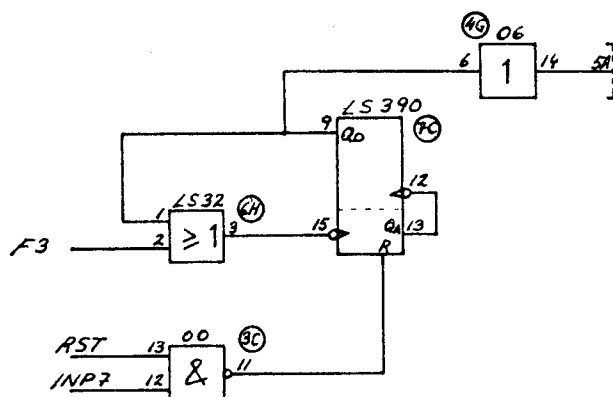 4G 06
6 1 14 5A
LS390
9 QD 7C
12
LS32 6H
1 ≥1 3 15 QA 13
F3 2 R
00 3C
RST 13 & 11
INP7 12